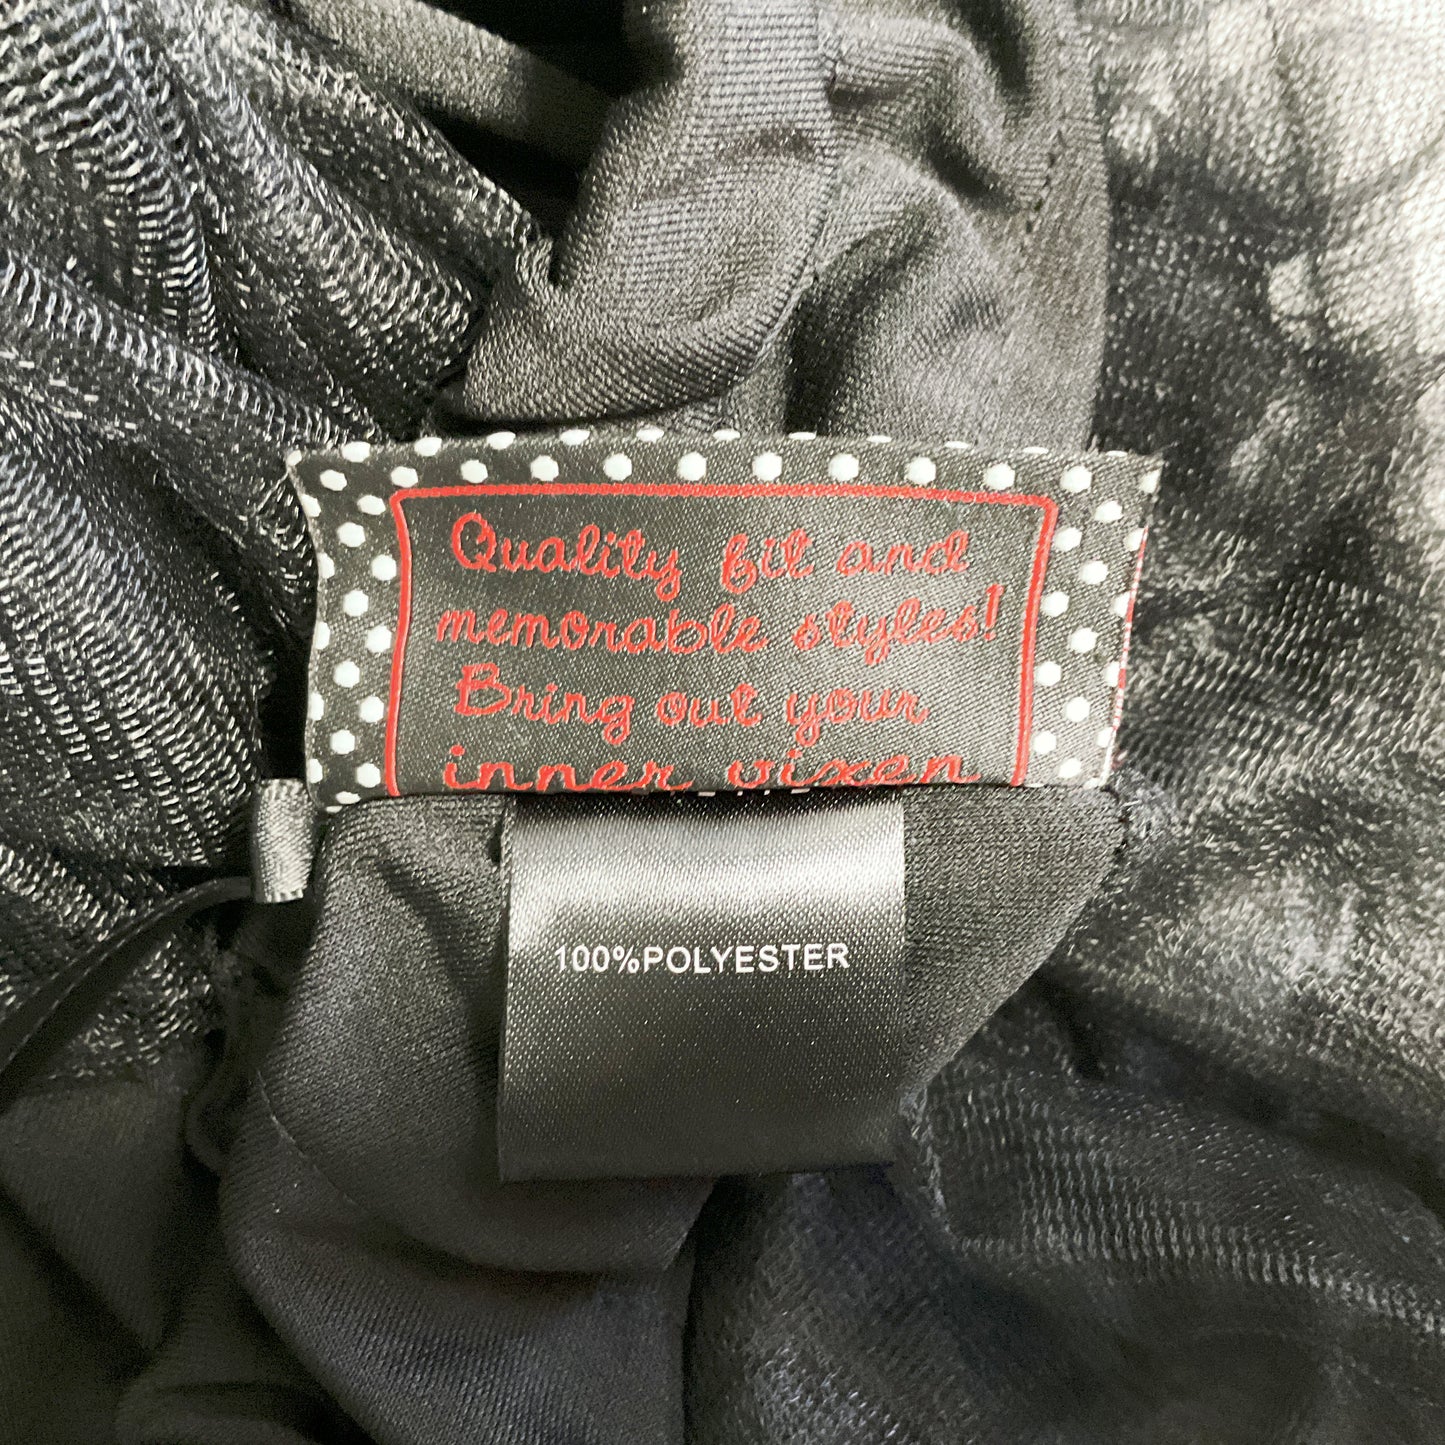 Quality fit and
memorable styles!
Bring out your
inner vixen
100%POLYESTER